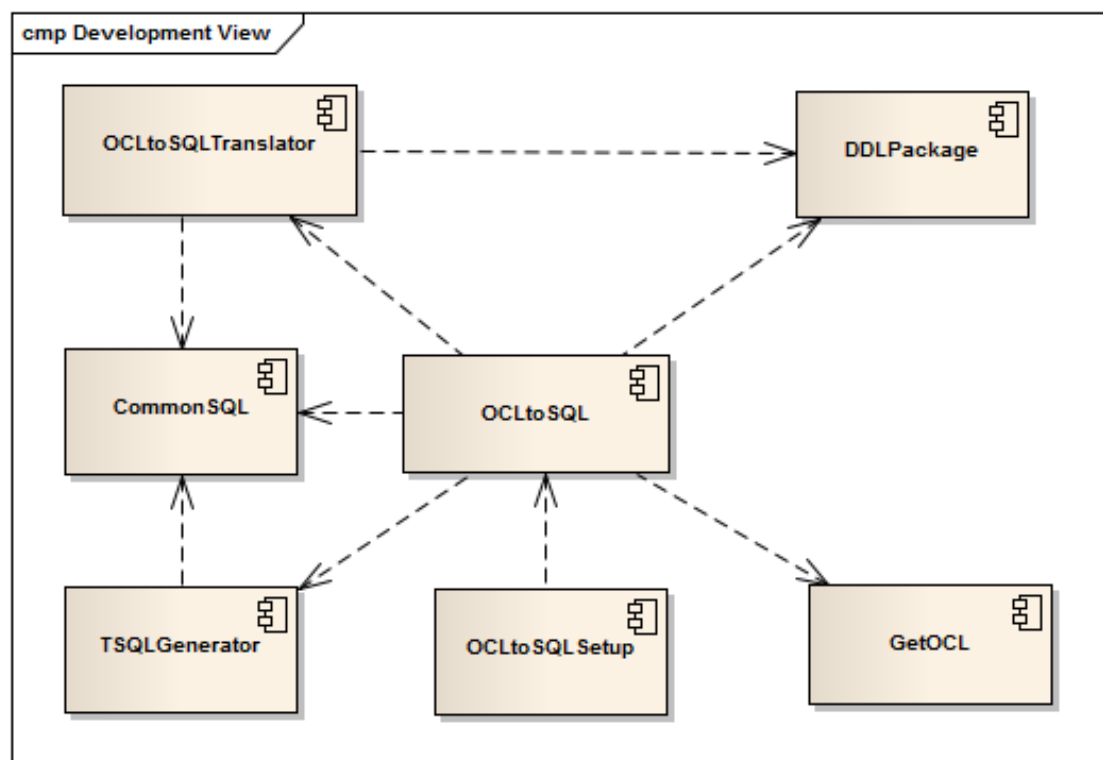 cmp Development View
OCLtoSQLTranslator
DDLPackage
CommonSQL
OCLtoSQL
TSQLGenerator
OCLtoSQLSetup
GetOCL